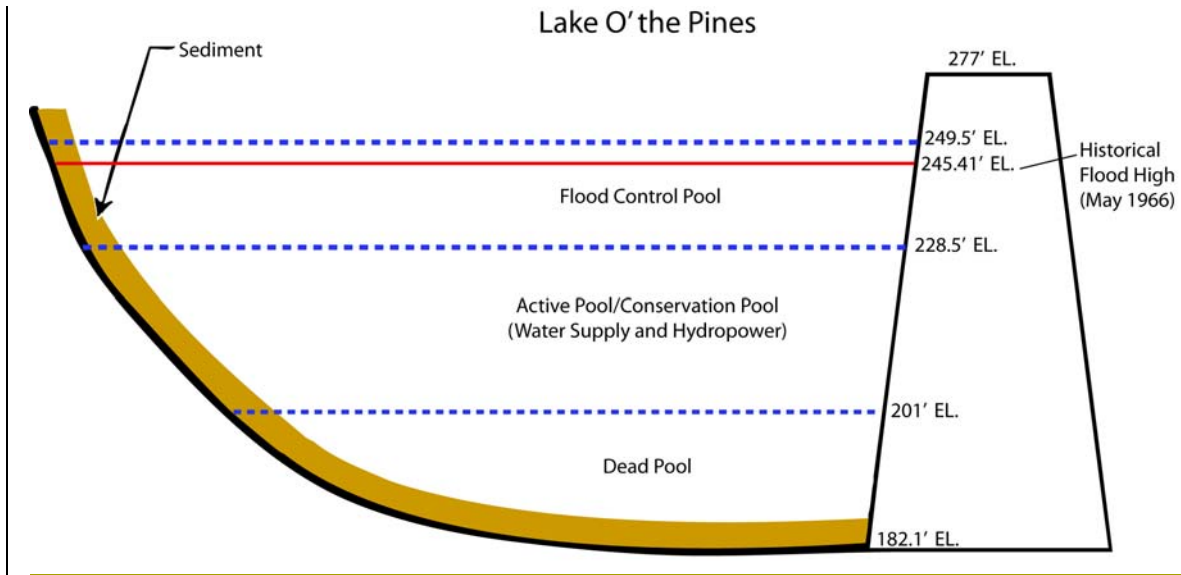 Lake O' the Pines
Sediment
277' EL.
249.5' EL.
245.41' EL.
Historical
Flood High
(May 1966)
Flood Control Pool
228.5' EL.
Active Pool/Conservation Pool
(Water Supply and Hydropower)
201' EL.
Dead Pool
182.1' EL.